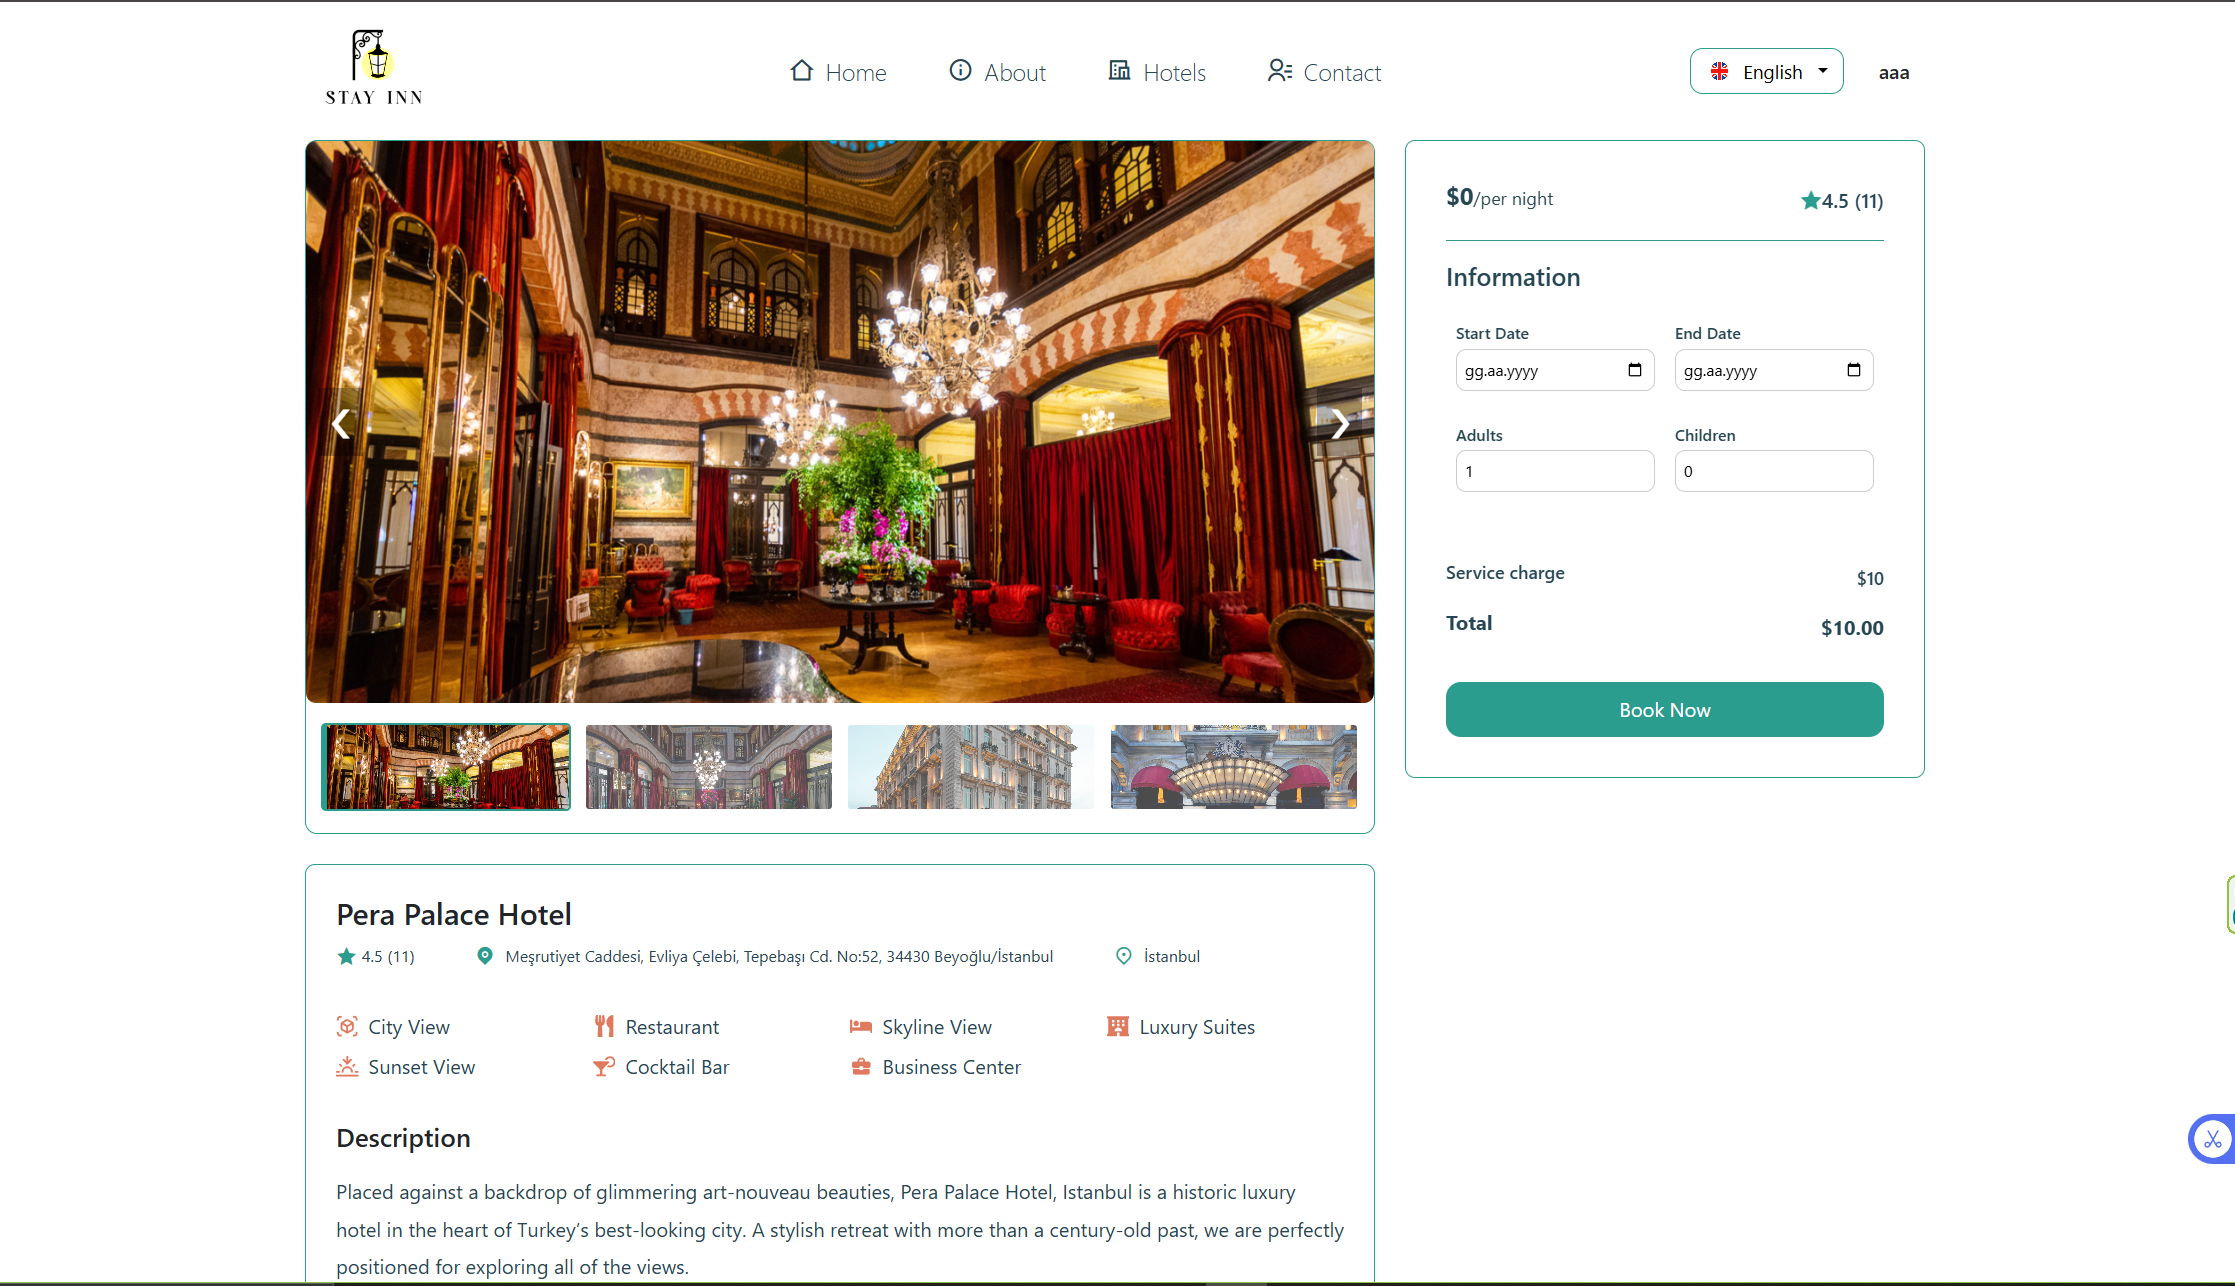 STAY INN
Home
About
Hotels
Contact
English
aaa
$0/per night
4.5 (11)
Information
Start Date
End Date
gg.aa.yyyy
gg.aa.yyyy
Adults
Children
1
0
Service charge
$10
Total
$10.00
Book Now
Pera Palace Hotel
4.5 (11)
Meşrutiyet Caddesi, Evliya Çelebi, Tepebaşı Cd. No:52, 34430 Beyoğlu/İstanbul
İstanbul
City View
Restaurant
Skyline View
Luxury Suites
Sunset View
Cocktail Bar
Business Center
Description
Placed against a backdrop of glimmering art-nouveau beauties, Pera Palace Hotel, Istanbul is a historic luxury
hotel in the heart of Turkey’s best-looking city. A stylish retreat with more than a century-old past, we are perfectly
positioned for exploring all of the views.